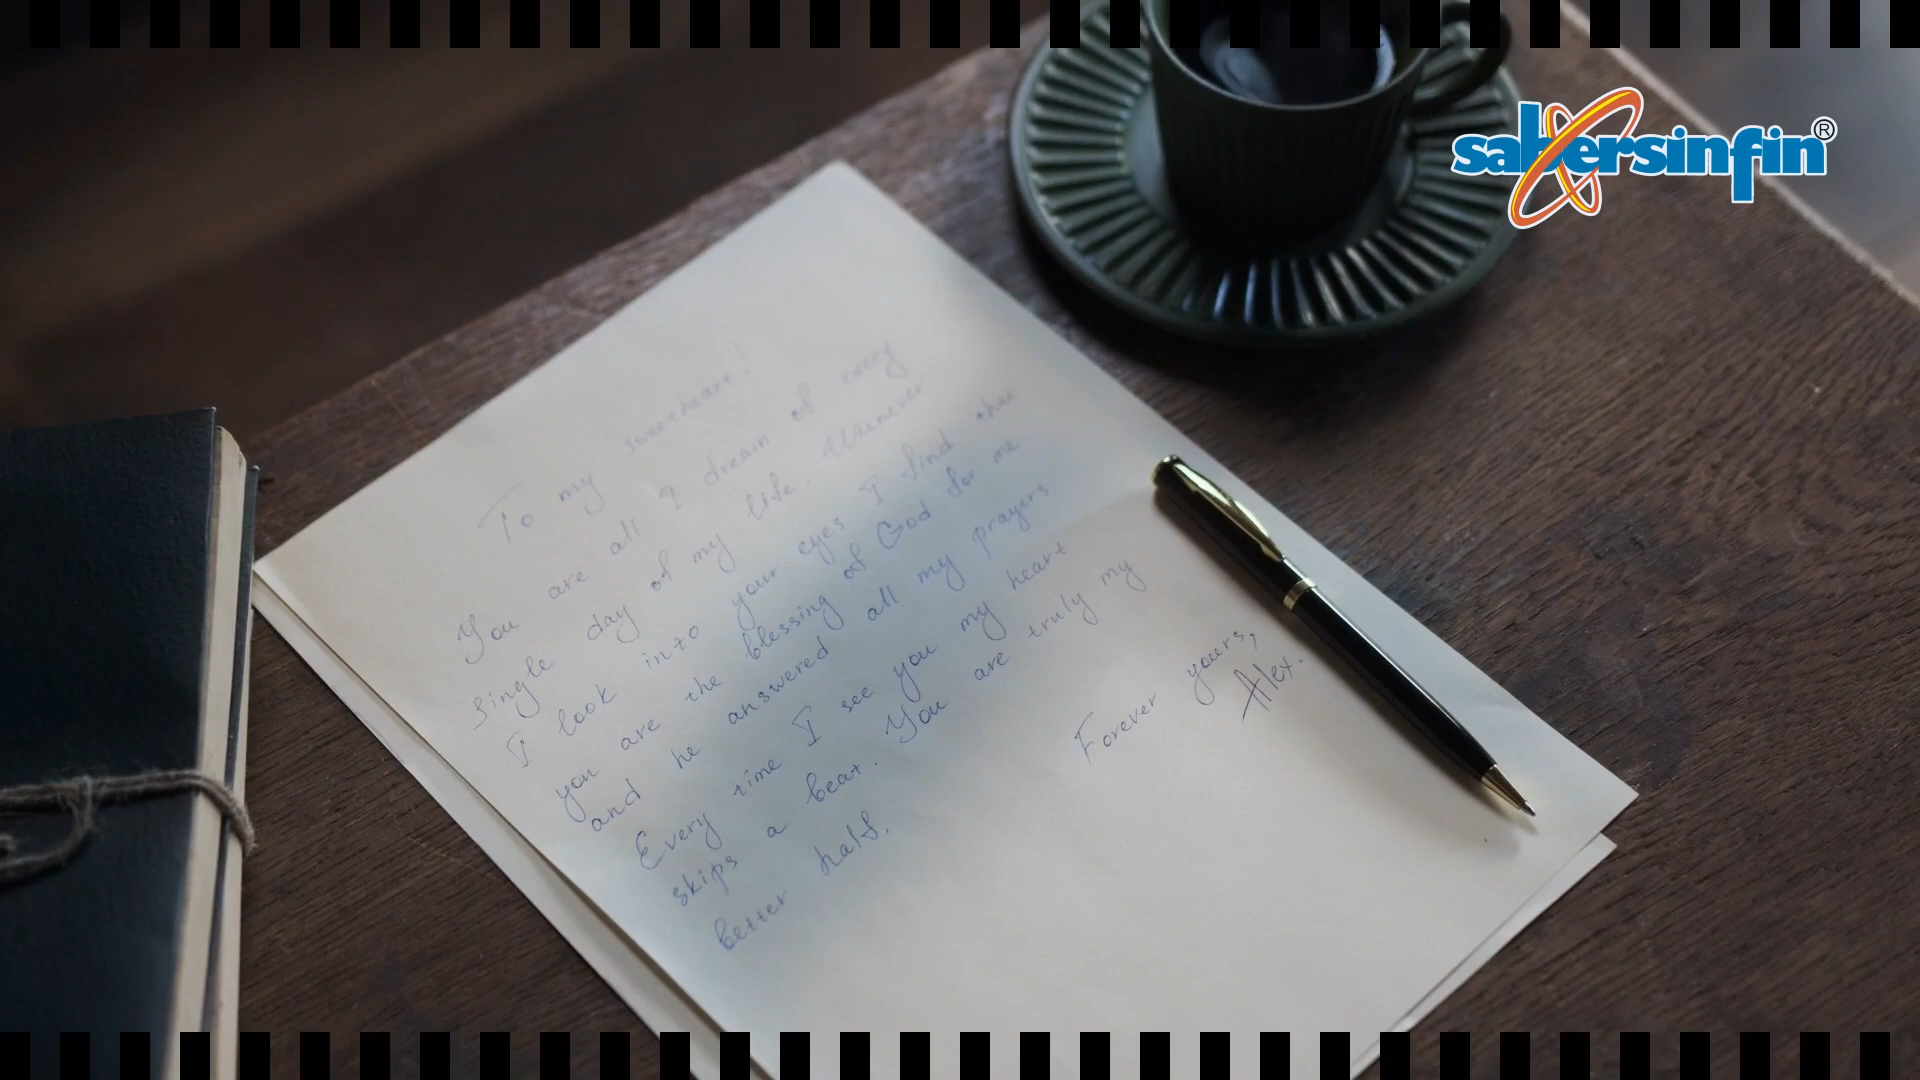 sabersinfin®
To my sweetheart!
You are all I dream of every
single day of my life. Whenever
I look into your eyes I find that
you are the blessing of God for me
and he answered all my prayers
Every time I see you my heart
skips a beat. You are truly my
better half.
Forever yours,
Alex.